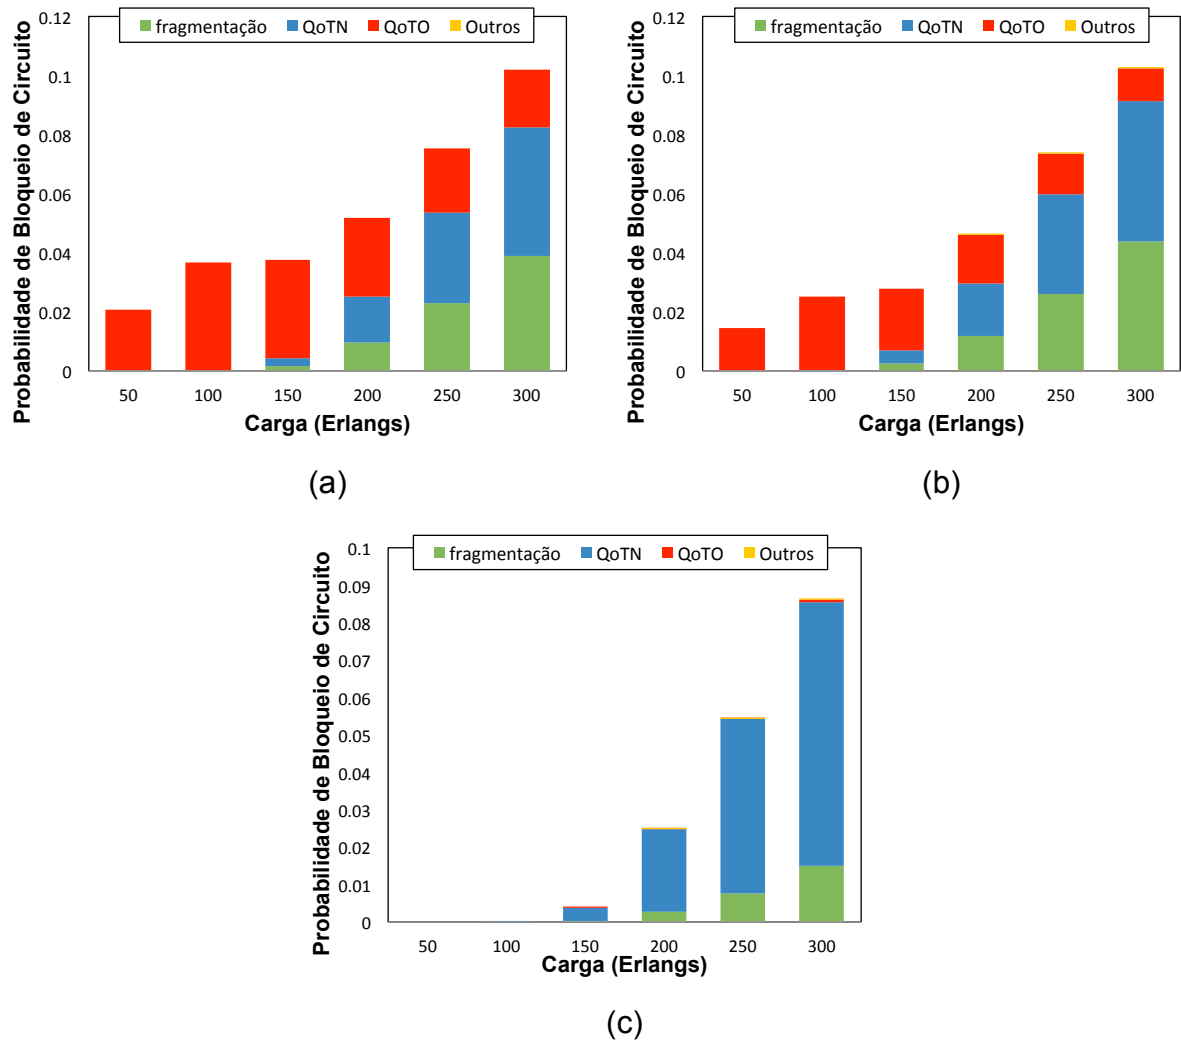 fragmentação QoTN QoTO Outros
Probabilidade de Bloqueio de Circuito
0.12
0.1
0.08
0.06
0.04
0.02
0
50 100 150 200 250 300
Carga (Erlangs)
(a)
fragmentação QoTN QoTO Outros
Probabilidade de Bloqueio de Circuito
0.12
0.1
0.08
0.06
0.04
0.02
0
50 100 150 200 250 300
Carga (Erlangs)
(b)
fragmentação QoTN QoTO Outros
Probabilidade de Bloqueio de Circuito
0.1
0.09
0.08
0.07
0.06
0.05
0.04
0.03
0.02
0.01
0
50 100 150 200 250 300
Carga (Erlangs)
(c)